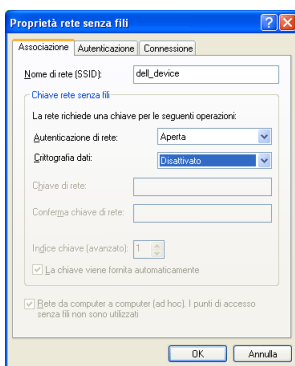 Proprietà rete senza fili
Associazione Autenticazione Connessione
Nome di rete (SSID): dell_device
Chiave rete senza fili
La rete richiede una chiave per le seguenti operazioni:
Autenticazione di rete: Aperta
Crittografia dati: Disattivato
Chiave di rete:
Conferma chiave di rete:
Indice chiave (avanzato): 1
La chiave viene fornita automaticamente
Rete da computer a computer (ad hoc). I punti di accesso
senza fili non sono utilizzati
OK Annulla